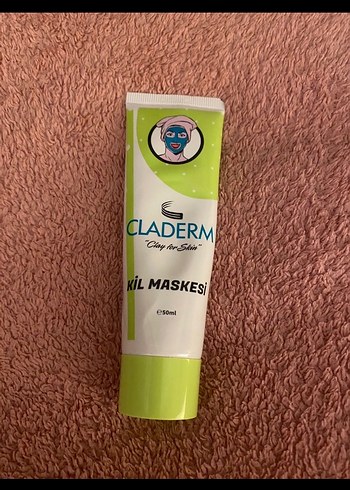 CLADERM
"Clay for Skin"
KİL MASKESİ
℮50ml